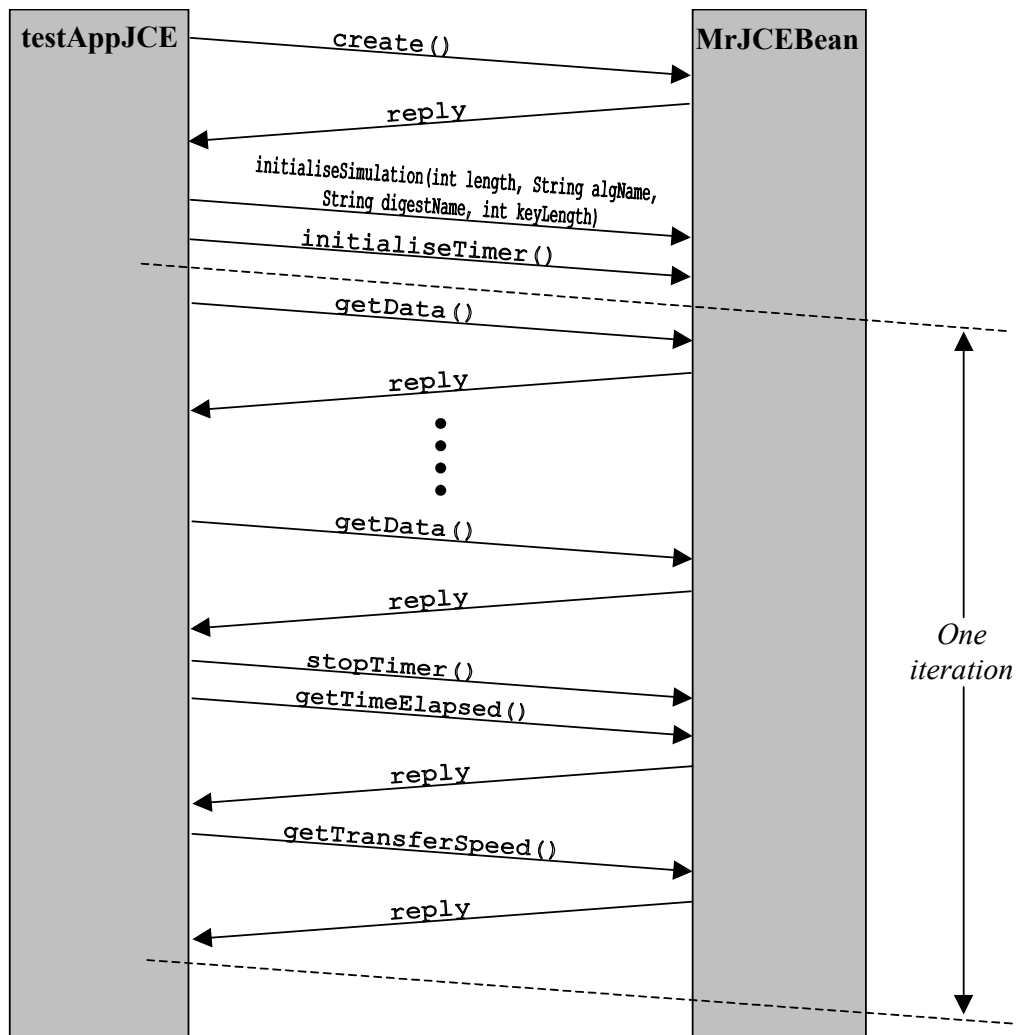 testAppJCE
MrJCEBean
create()
reply
initialiseSimulation(int length, String algName,
String digestName, int keyLength)
initialiseTimer()
getData()
reply
getData()
reply
One
iteration
stopTimer()
getTimeElapsed()
reply
getTransferSpeed()
reply